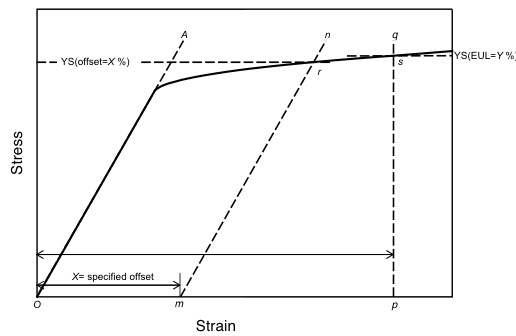 A
n
q
YS(offset=X %)
YS(EUL=Y %)
r
s
Stress
X= specified offset
O
m
p
Strain